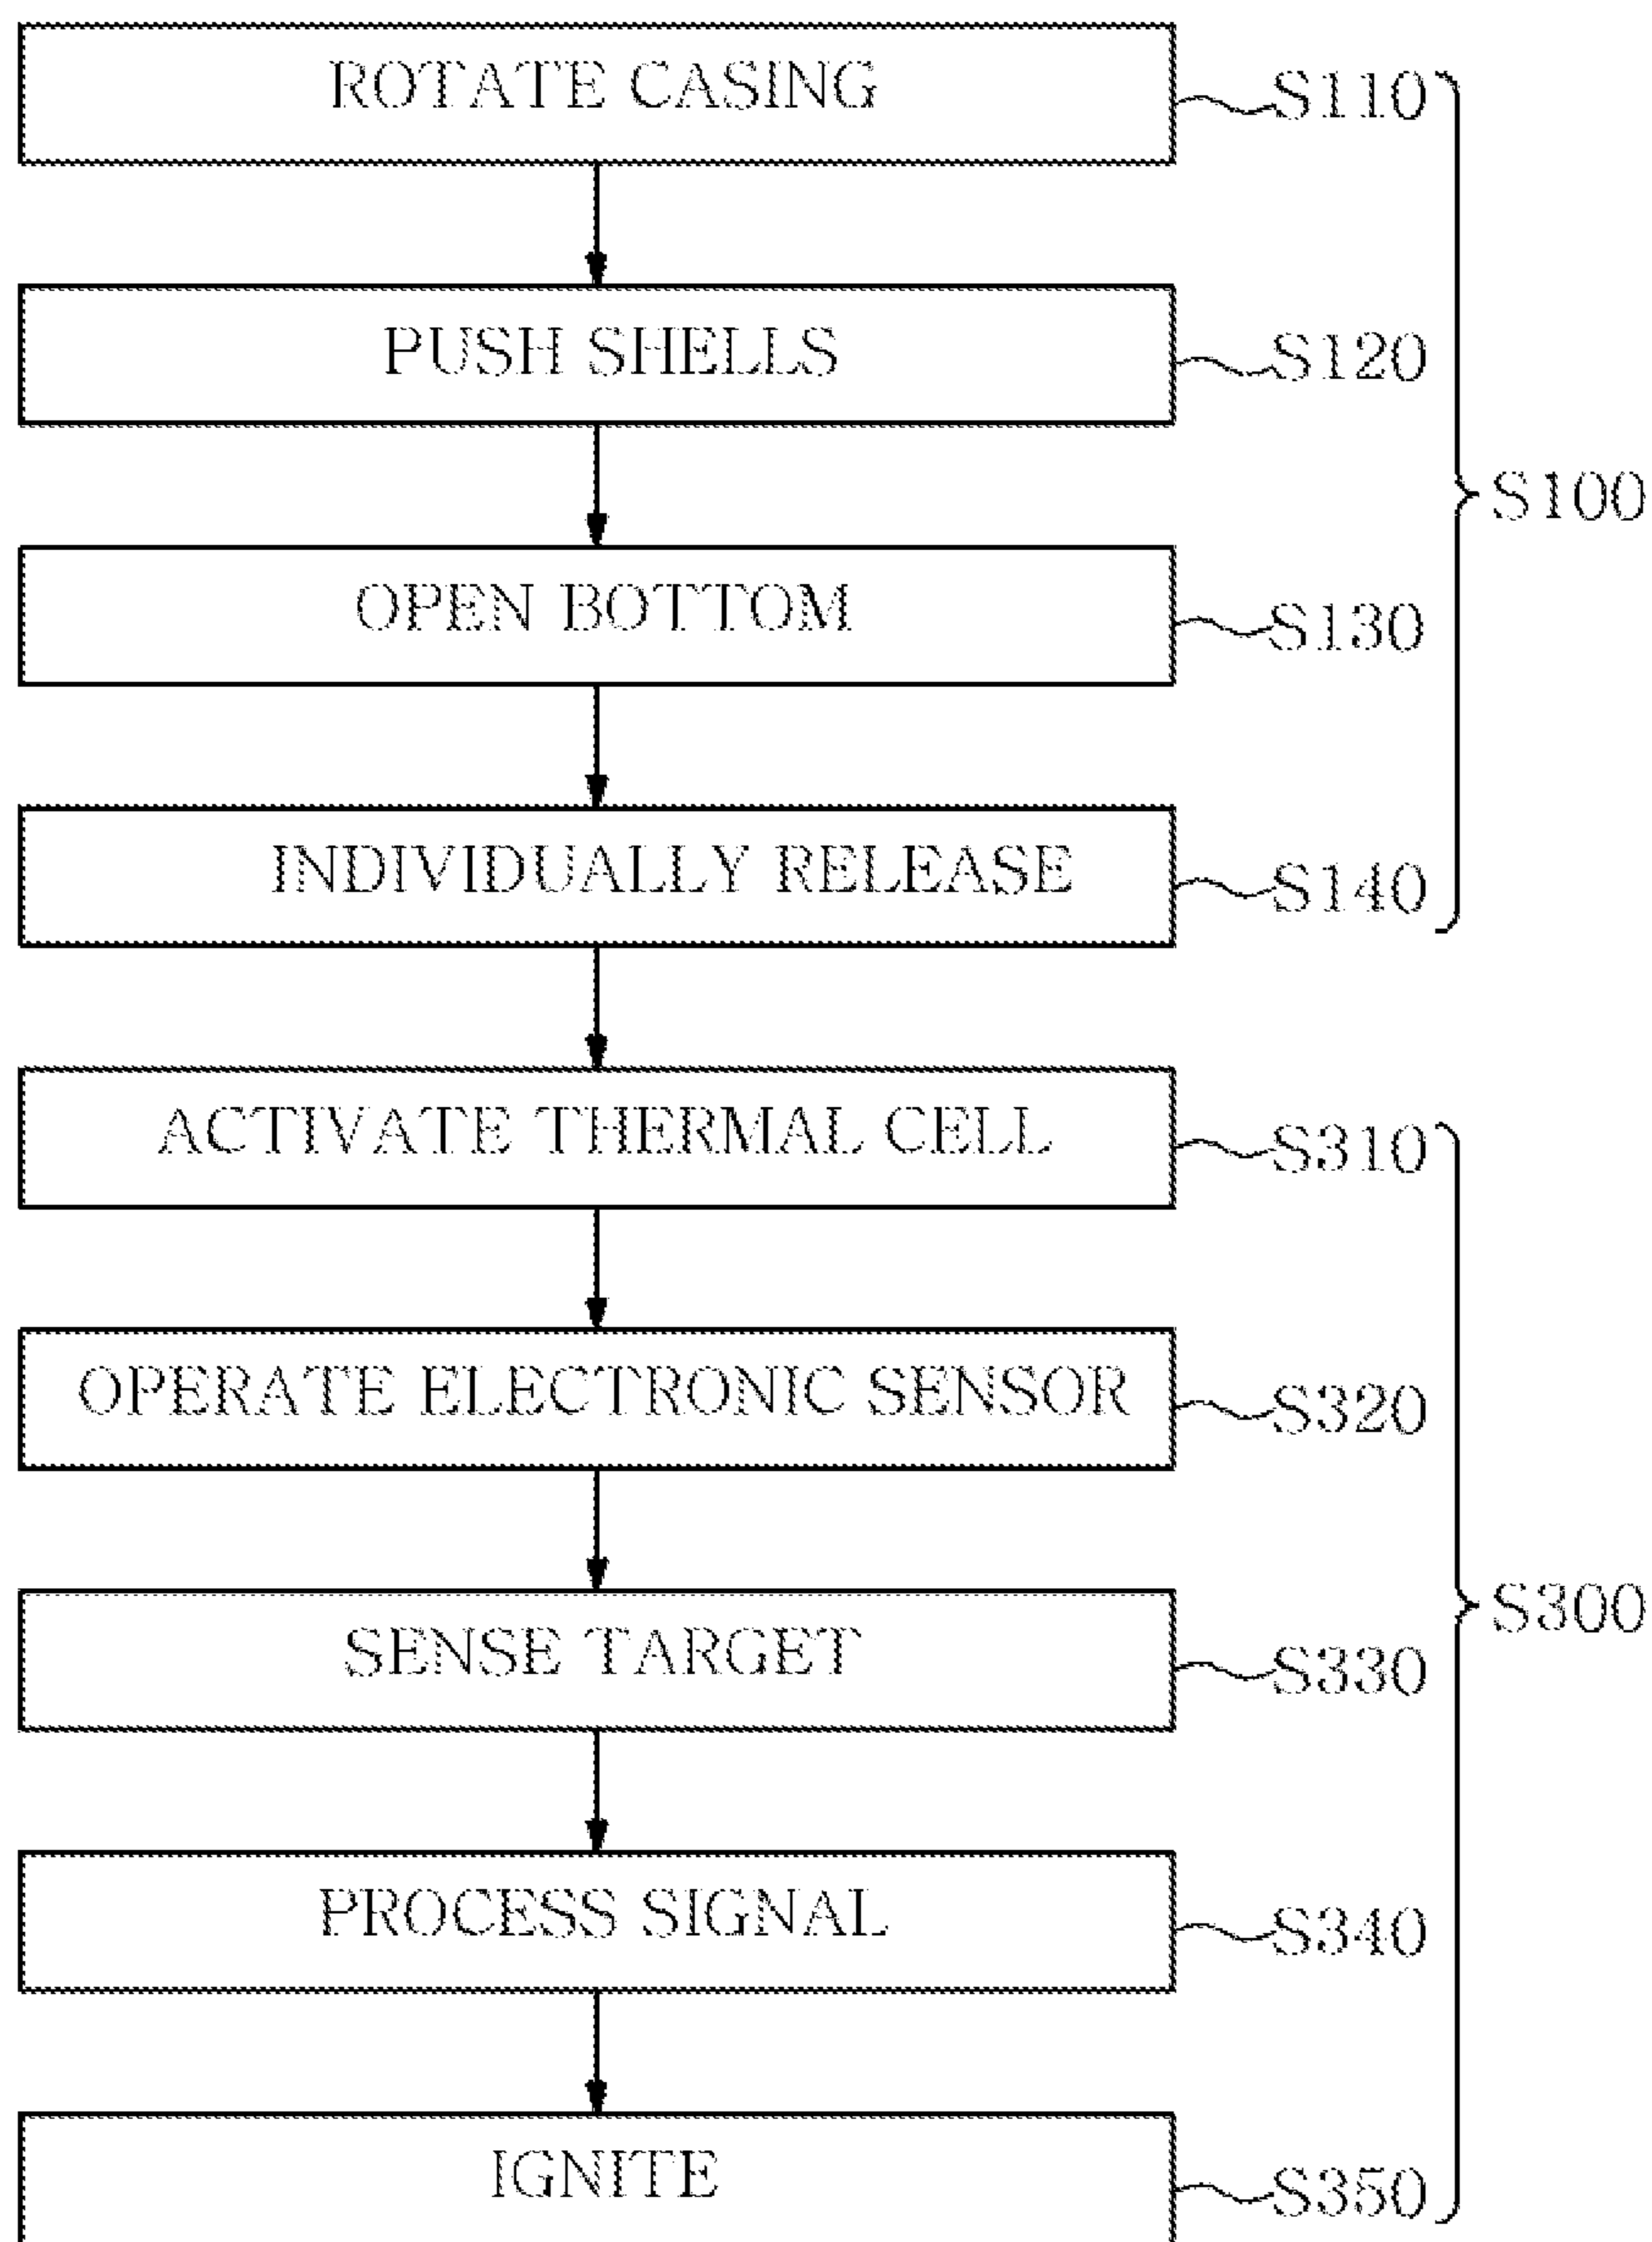 ROTATE CASING
S110
PUSH SHELLS
S120
S100
OPEN BOTTOM
S130
INDIVIDUALLY RELEASE
S140
ACTIVATE THERMAL CELL
S310
OPERATE ELECTRONIC SENSOR
S320
S300
SENSE TARGET
S330
PROCESS SIGNAL
S340
IGNITE
S350